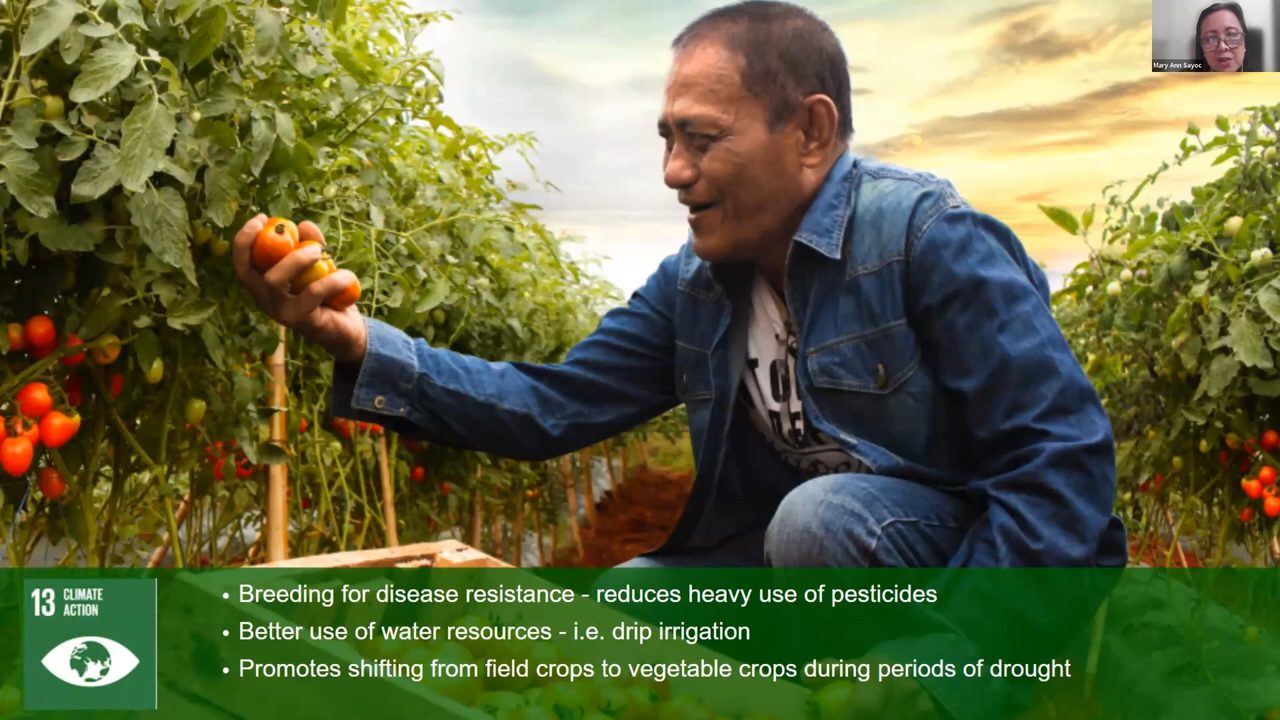 Mary Ann Sayoc
13 CLIMATE
ACTION
• Breeding for disease resistance - reduces heavy use of pesticides
• Better use of water resources - i.e. drip irrigation
• Promotes shifting from field crops to vegetable crops during periods of drought